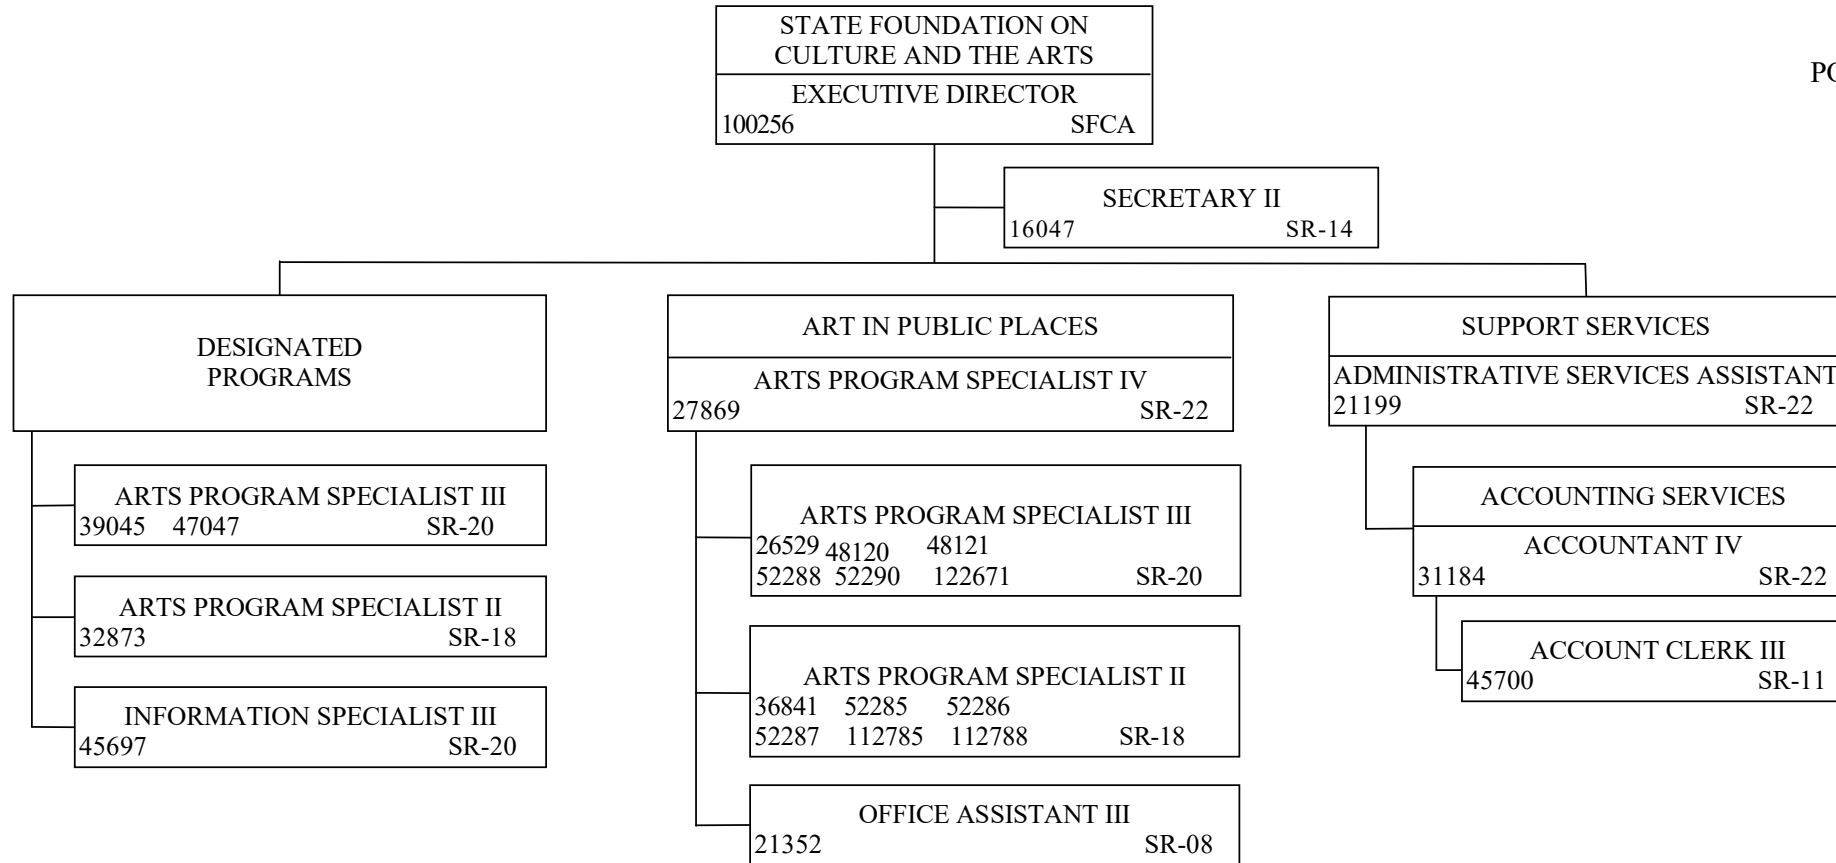 STATE FOUNDATION ON
CULTURE AND THE ARTS
EXECUTIVE DIRECTOR
100256 SFCA
PO
SECRETARY II
16047 SR-14
DESIGNATED
PROGRAMS
ARTS PROGRAM SPECIALIST III
39045 47047 SR-20
ARTS PROGRAM SPECIALIST II
32873 SR-18
INFORMATION SPECIALIST III
45697 SR-20
ART IN PUBLIC PLACES
ARTS PROGRAM SPECIALIST IV
27869 SR-22
ARTS PROGRAM SPECIALIST III
26529 48120 48121
52288 52290 122671 SR-20
ARTS PROGRAM SPECIALIST II
36841 52285 52286
52287 112785 112788 SR-18
OFFICE ASSISTANT III
21352 SR-08
SUPPORT SERVICES
ADMINISTRATIVE SERVICES ASSISTANT
21199 SR-22
ACCOUNTING SERVICES
ACCOUNTANT IV
31184 SR-22
ACCOUNT CLERK III
45700 SR-11